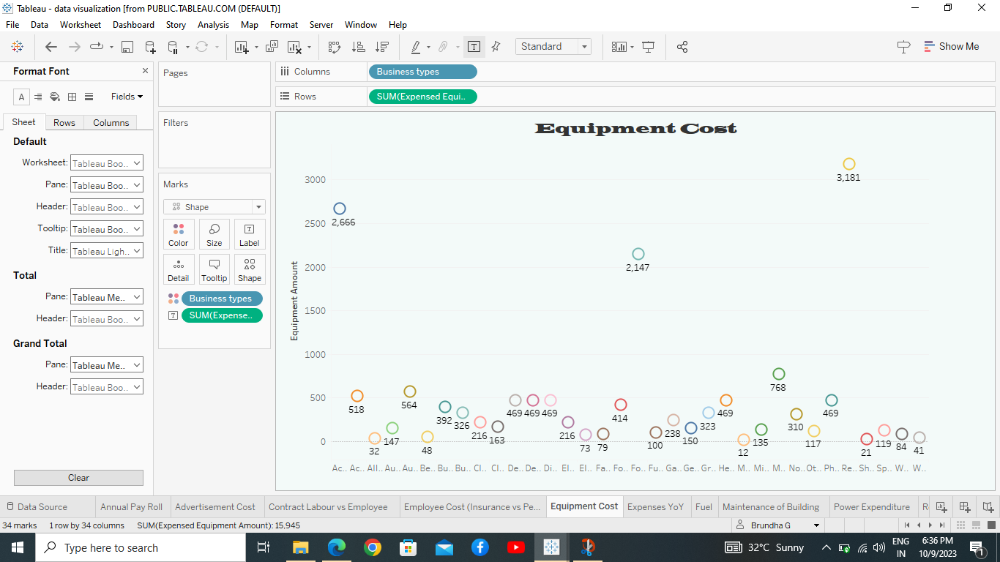 Tableau - data visualization [from PUBLIC.TABLEAU.COM (DEFAULT)]
File Data Worksheet Dashboard Story Analysis Map Format Server Window Help
Standard
Show Me
Format Font
Fields
Sheet Rows Columns
Default
Worksheet: Tableau Boo..
Pane: Tableau Boo..
Header: Tableau Boo..
Tooltip: Tableau Boo..
Title: Tableau Ligh..
Total
Pane: Tableau Me..
Header: Tableau Boo..
Grand Total
Pane: Tableau Me..
Header: Tableau Boo..
Clear
Pages
Filters
Marks
Shape
Color Size Label
Detail Tooltip Shape
Business types
SUM(Expense..
Columns Business types
Rows SUM(Expensed Equi..
Equipment Cost
Equipment Amount
3000
2500
2000
1500
1000
500
0
2,666 518 32 147 564 48 392 326 216 163 469 469 469 216 73 79 414 2,147 100 238 150 323 469 12 135 768 310 117 469 3,181 21 119 84 41
Ac.. Ac.. All.. Au.. Au.. Be.. Bu.. Bu.. Cl.. Cl.. De.. De.. Di.. El.. El.. Fa.. Fo.. Fo.. Fu.. Ga.. Ge.. Gr.. He.. M.. Mi.. M.. No.. Ot.. Ph.. Re.. Sh.. Sp.. W.. W..
Data Source Annual Pay Roll Advertisement Cost Contract Labour vs Employee Employee Cost (Insurance vs Pe... Equipment Cost Expenses YoY Fuel Maintenance of Building Power Expenditure
34 marks 1 row by 34 columns SUM(Expensed Equipment Amount): 15,945
Brundha G
Type here to search
32°C Sunny
ENG
IN
6:36 PM
10/9/2023
1